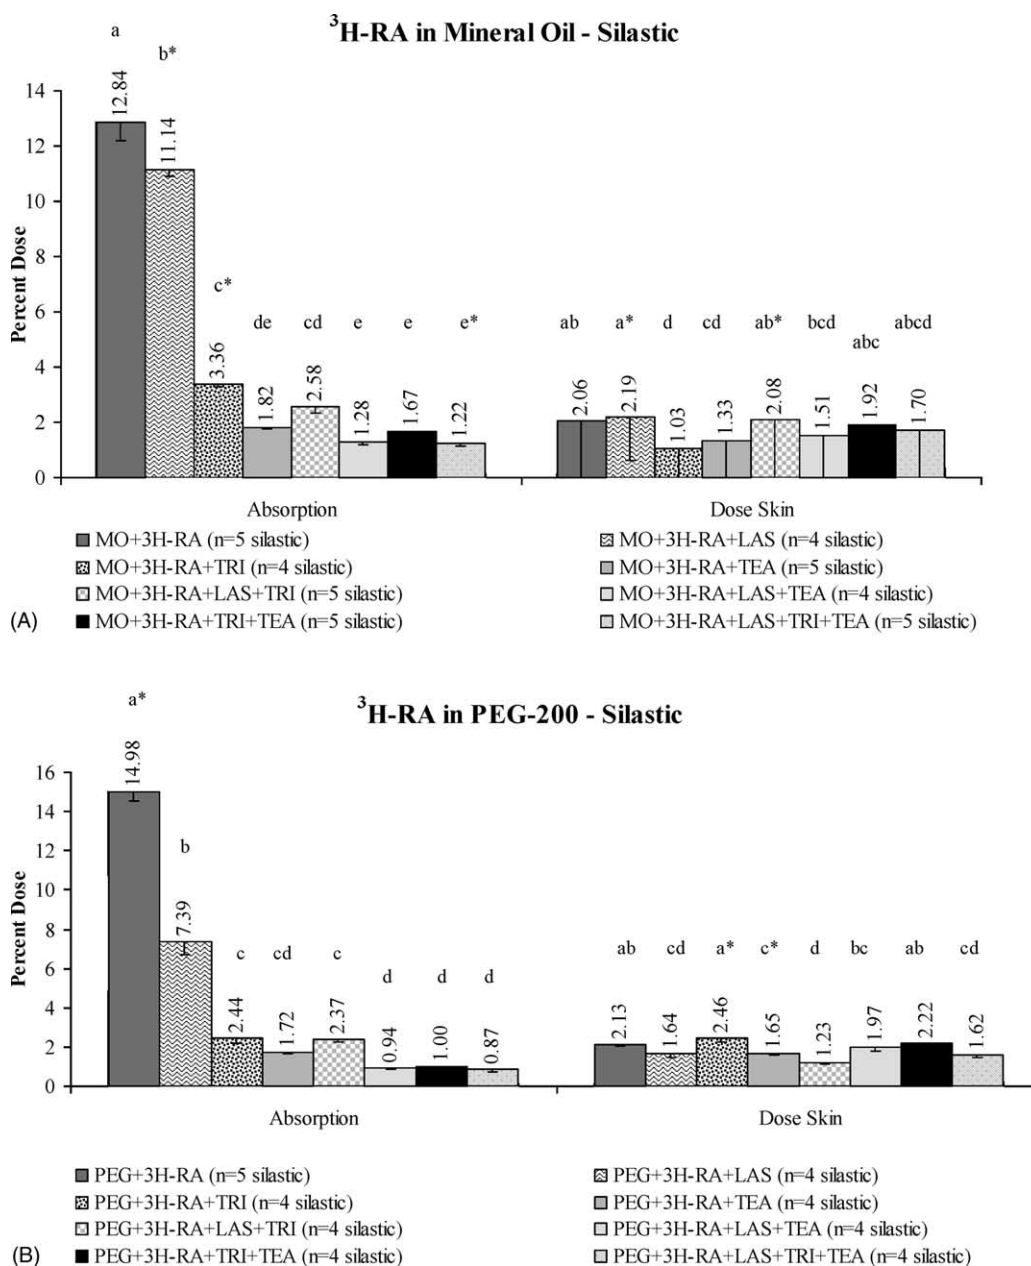 ³H-RA in Mineral Oil - Silastic
a
b*
c*
de
cd
e
e
e*
ab
a*
d
cd
ab*
bcd
abc
abcd
Percent Dose
14
12
10
8
6
4
2
0
12.84
11.14
3.36
1.82
2.58
1.28
1.67
1.22
2.06
2.19
1.03
1.33
2.08
1.51
1.92
1.70
Absorption Dose Skin
MO+3H-RA (n=5 silastic) MO+3H-RA+LAS (n=4 silastic)
MO+3H-RA+TRI (n=4 silastic) MO+3H-RA+TEA (n=5 silastic)
MO+3H-RA+LAS+TRI (n=5 silastic) MO+3H-RA+LAS+TEA (n=4 silastic)
(A) MO+3H-RA+TRI+TEA (n=5 silastic) MO+3H-RA+LAS+TRI+TEA (n=5 silastic)
³H-RA in PEG-200 - Silastic
a*
b
c
cd
c
d
d
d
ab
cd
a*
c*
d
bc
ab
cd
Percent Dose
16
14
12
10
8
6
4
2
0
14.98
7.39
2.44
1.72
2.37
0.94
1.00
0.87
2.13
1.64
2.46
1.65
1.23
1.97
2.22
1.62
Absorption Dose Skin
PEG+3H-RA (n=5 silastic) PEG+3H-RA+LAS (n=4 silastic)
PEG+3H-RA+TRI (n=4 silastic) PEG+3H-RA+TEA (n=4 silastic)
PEG+3H-RA+LAS+TRI (n=4 silastic) PEG+3H-RA+LAS+TEA (n=4 silastic)
(B) PEG+3H-RA+TRI+TEA (n=4 silastic) PEG+3H-RA+LAS+TRI+TEA (n=4 silastic)